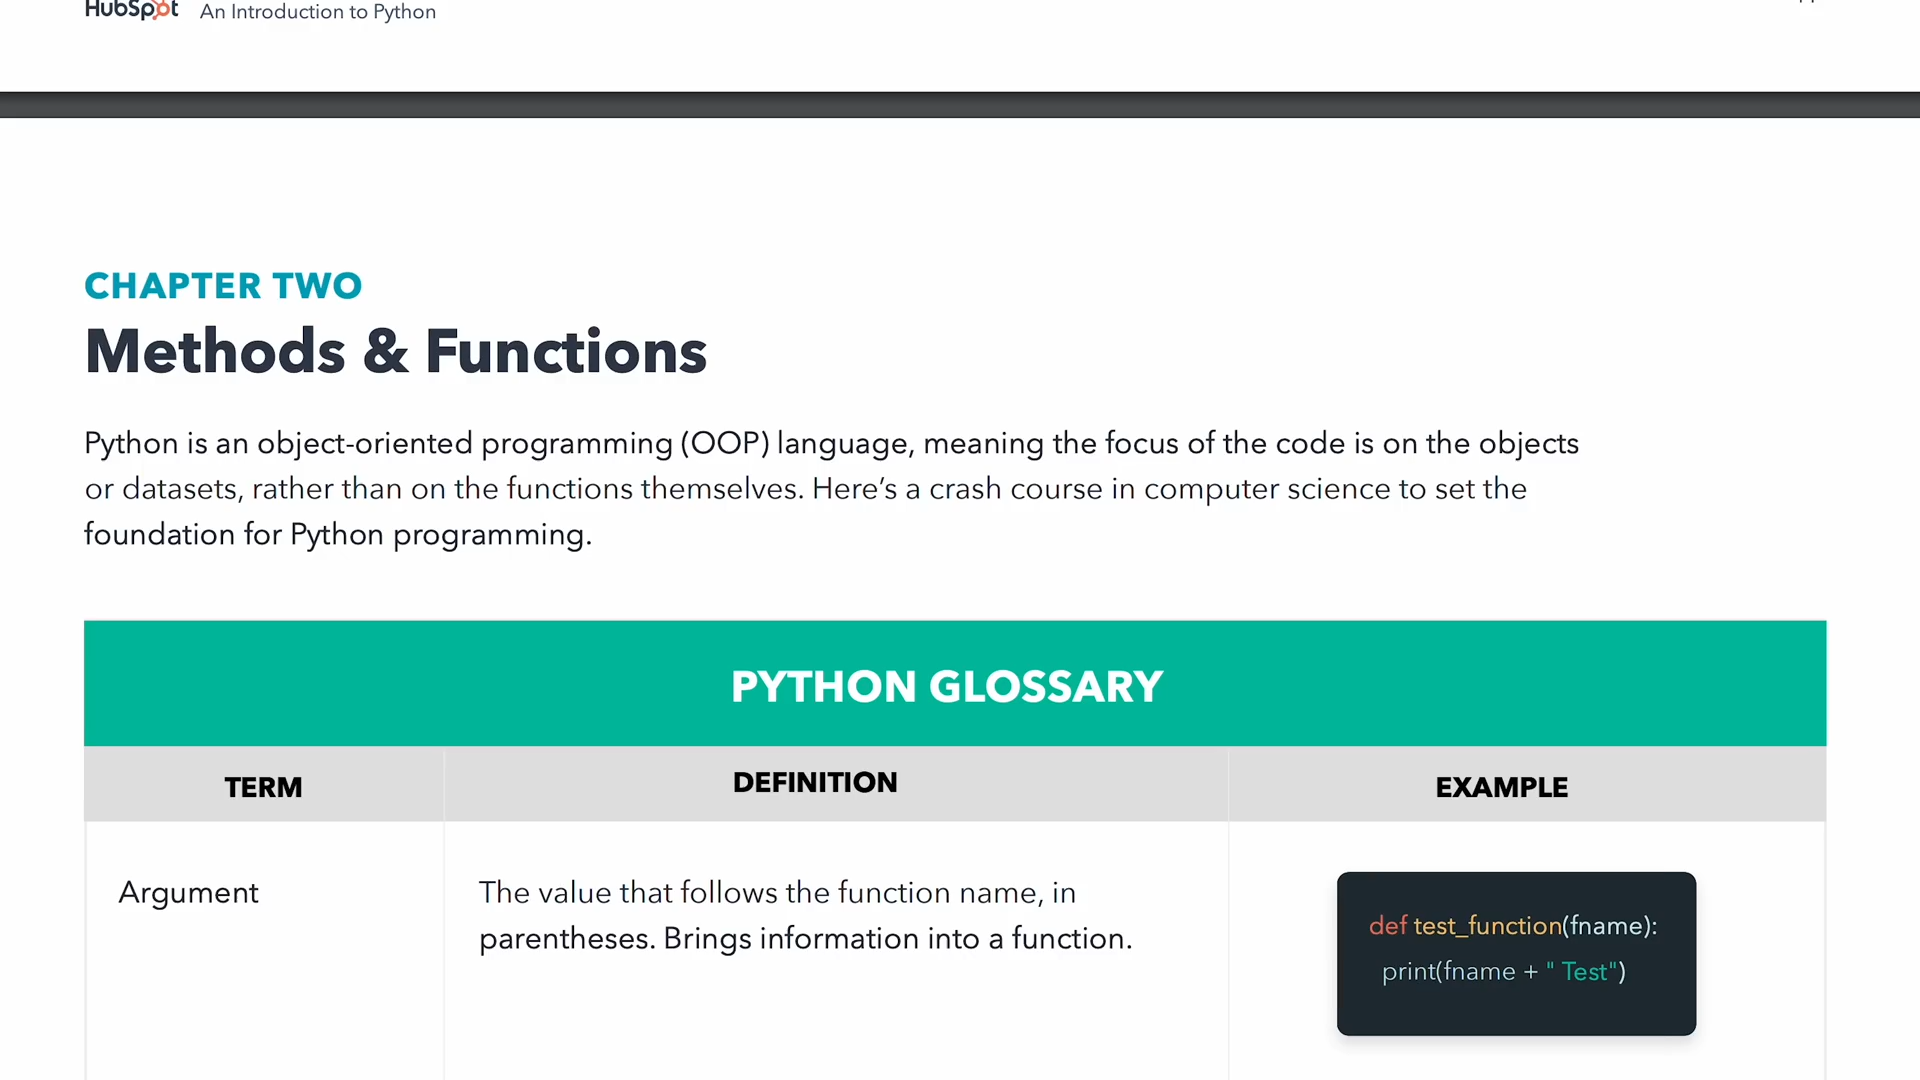 HubSpot An Introduction to Python
CHAPTER TWO
Methods & Functions
Python is an object-oriented programming (OOP) language, meaning the focus of the code is on the objects
or datasets, rather than on the functions themselves. Here’s a crash course in computer science to set the
foundation for Python programming.
PYTHON GLOSSARY
TERM DEFINITION EXAMPLE
Argument
The value that follows the function name, in
parentheses. Brings information into a function.
def test_function(fname):
print(fname + " Test")